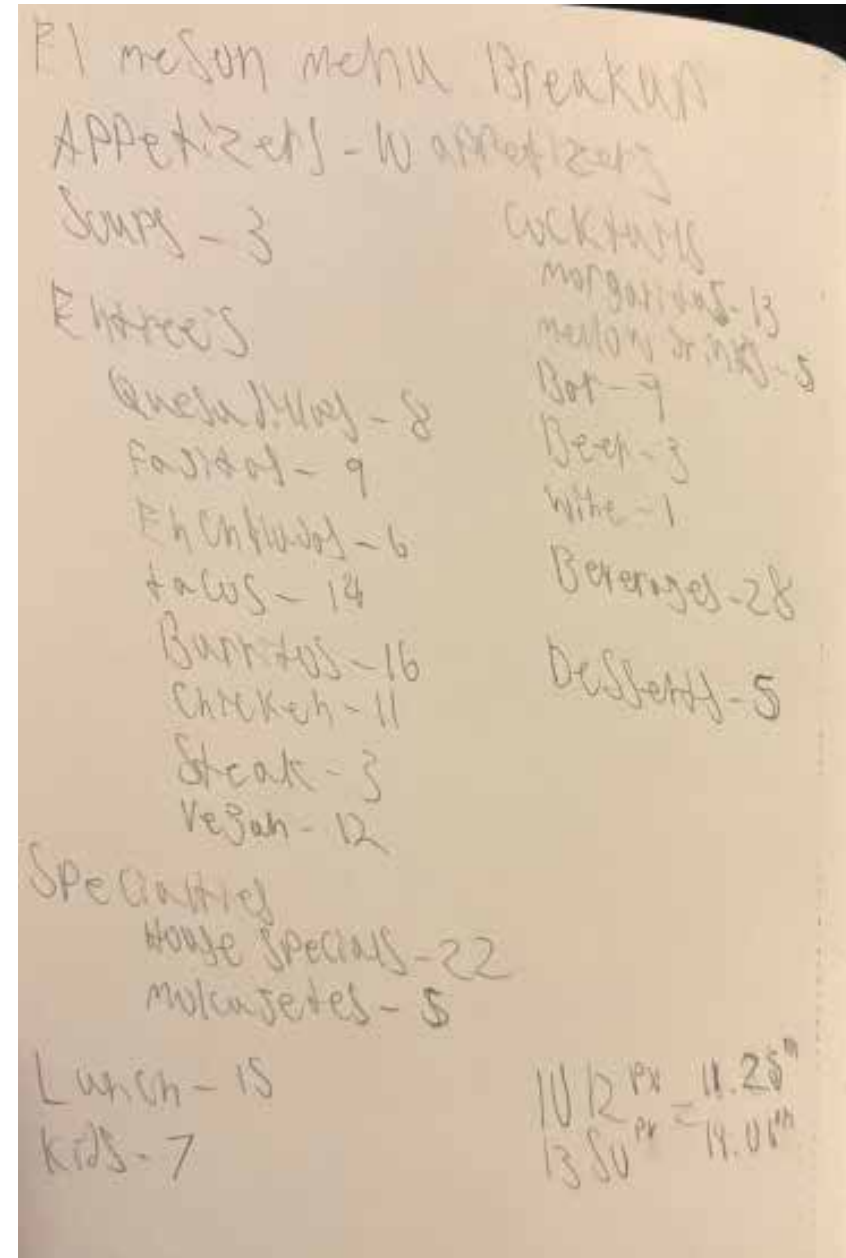 El meson menu Breakup
Appetizers - 10 appetizers
Soups - 3
Entree's
Quesadillas - 8
Fajitas - 9
Enchiladas - 6
tacos - 14
Burritos - 16
Chicken - 11
Steak - 3
Vegan - 12
Specialties
House specials - 22
molcajetes - 5
Lunch - 15
Kids - 7
Cocktails
margaritas - 13
drinks - 5
Bar - 9
Beer - 3
Wine - 1
Beverages - 28
Desserts - 5
1012 px = 11.25 in
1350 px = 14.06 in